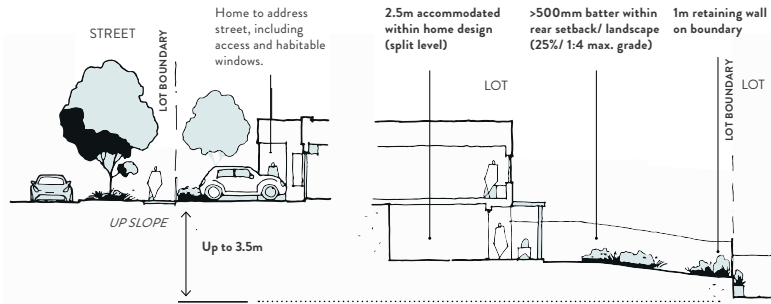 Home to address
street, including
access and habitable
windows.
STREET
LOT BOUNDARY
2.5m accommodated
within home design
(split level)
>500mm batter within
rear setback/ landscape
(25%/ 1:4 max. grade)
1m retaining wall
on boundary
LOT
LOT BOUNDARY
LOT
UP SLOPE
Up to 3.5m